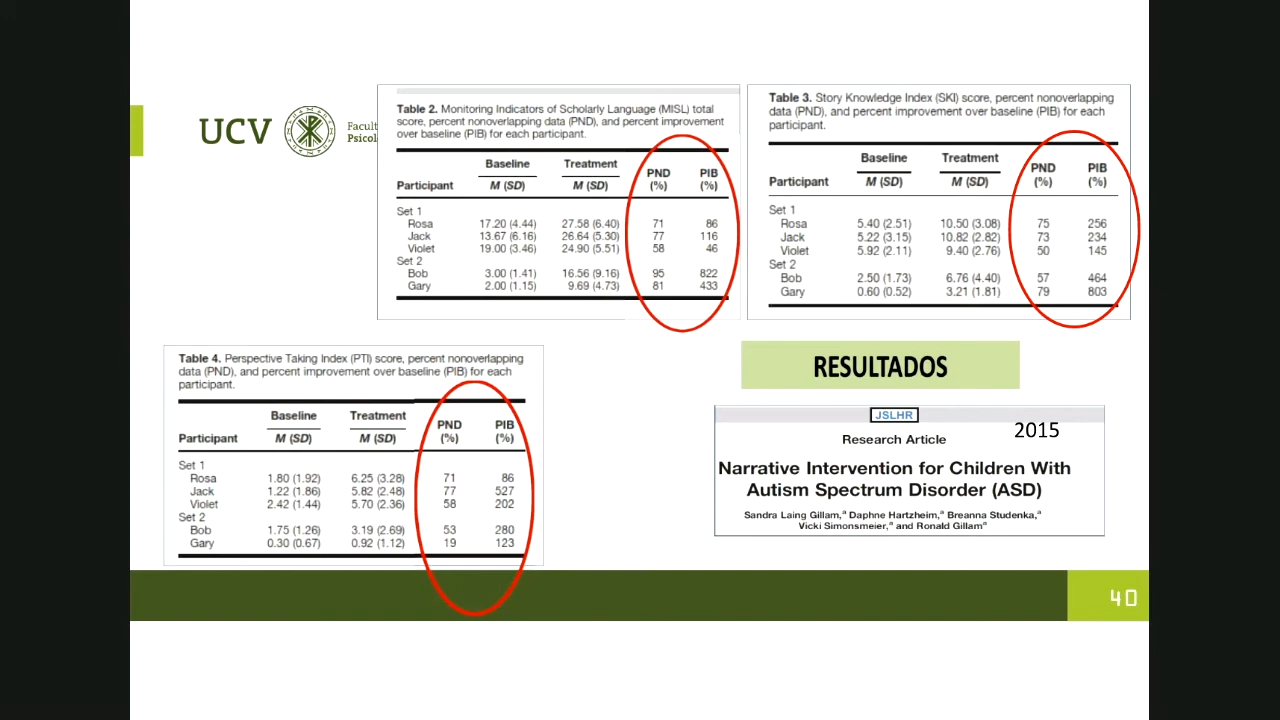 UCV
Facult
Psicol
Table 2. Monitoring Indicators of Scholarly Language (MISL) total
score, percent nonoverlapping data (PND), and percent improvement
over baseline (PIB) for each participant.
Baseline Treatment PND PIB
Participant M (SD) M (SD) (%) (%)
Set 1
Rosa 17.20 (4.44) 27.58 (6.40) 71 86
Jack 13.67 (6.16) 26.64 (5.30) 77 116
Violet 19.00 (3.46) 24.90 (5.51) 58 46
Set 2
Bob 3.00 (1.41) 16.56 (9.16) 95 822
Gary 2.00 (1.15) 9.69 (4.73) 81 433
Table 3. Story Knowledge Index (SKI) score, percent nonoverlapping
data (PND), and percent improvement over baseline (PIB) for each
participant.
Baseline Treatment PND PIB
Participant M (SD) M (SD) (%) (%)
Set 1
Rosa 5.40 (2.51) 10.50 (3.08) 75 256
Jack 5.22 (3.15) 10.82 (2.82) 73 234
Violet 5.92 (2.11) 9.40 (2.76) 50 145
Set 2
Bob 2.50 (1.73) 6.76 (4.40) 57 464
Gary 0.60 (0.52) 3.21 (1.81) 79 803
Table 4. Perspective Taking Index (PTI) score, percent nonoverlapping
data (PND), and percent improvement over baseline (PIB) for each
participant.
Baseline Treatment PND PIB
Participant M (SD) M (SD) (%) (%)
Set 1
Rosa 1.80 (1.92) 6.25 (3.28) 71 86
Jack 1.22 (1.86) 5.82 (2.48) 77 527
Violet 2.42 (1.44) 5.70 (2.36) 58 202
Set 2
Bob 1.75 (1.26) 3.19 (2.69) 53 280
Gary 0.30 (0.67) 0.92 (1.12) 19 123
RESULTADOS
JSLHR
Research Article
2015
Narrative Intervention for Children With
Autism Spectrum Disorder (ASD)
Sandra Laing Gillam,ª Daphne Hartzheim,ª Breanna Studenka,ª
Vicki Simonsmeier,ª and Ronald Gillamª
40